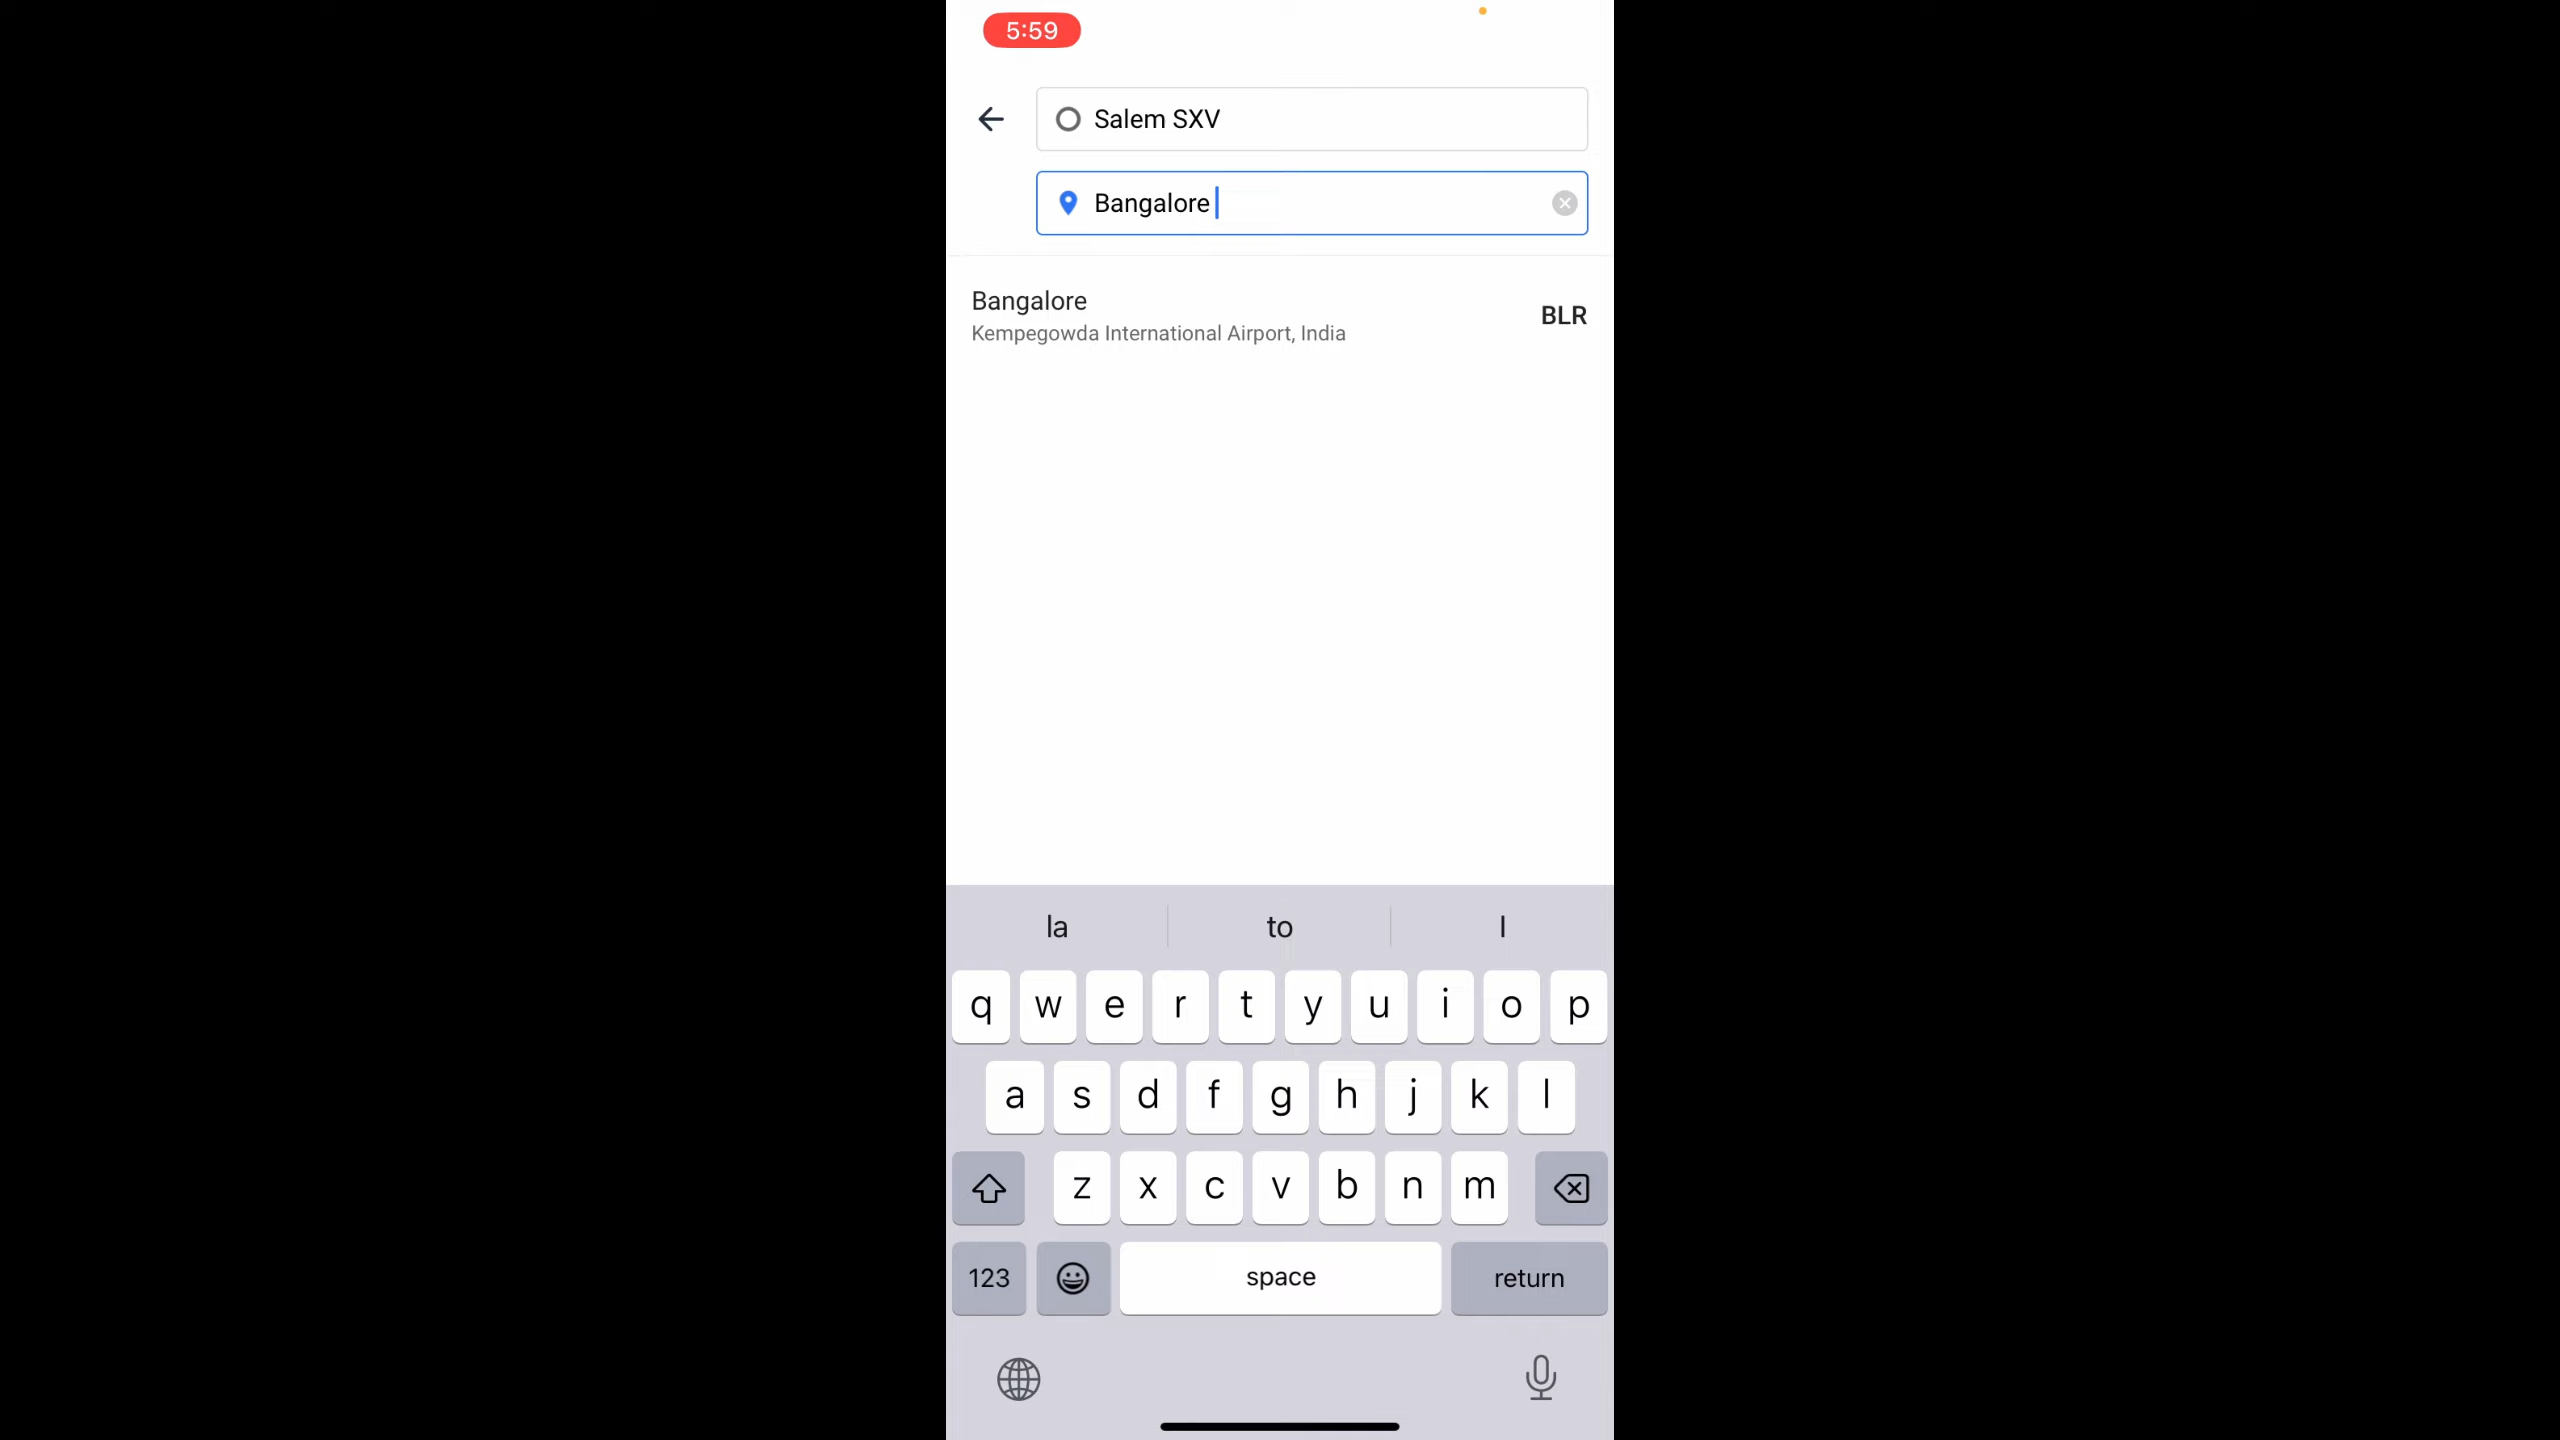 5:59
Salem SXV
Bangalore
Bangalore
Kempegowda International Airport, India
BLR
la to I
q w e r t y u i o p
a s d f g h j k l
z x c v b n m
123 space return